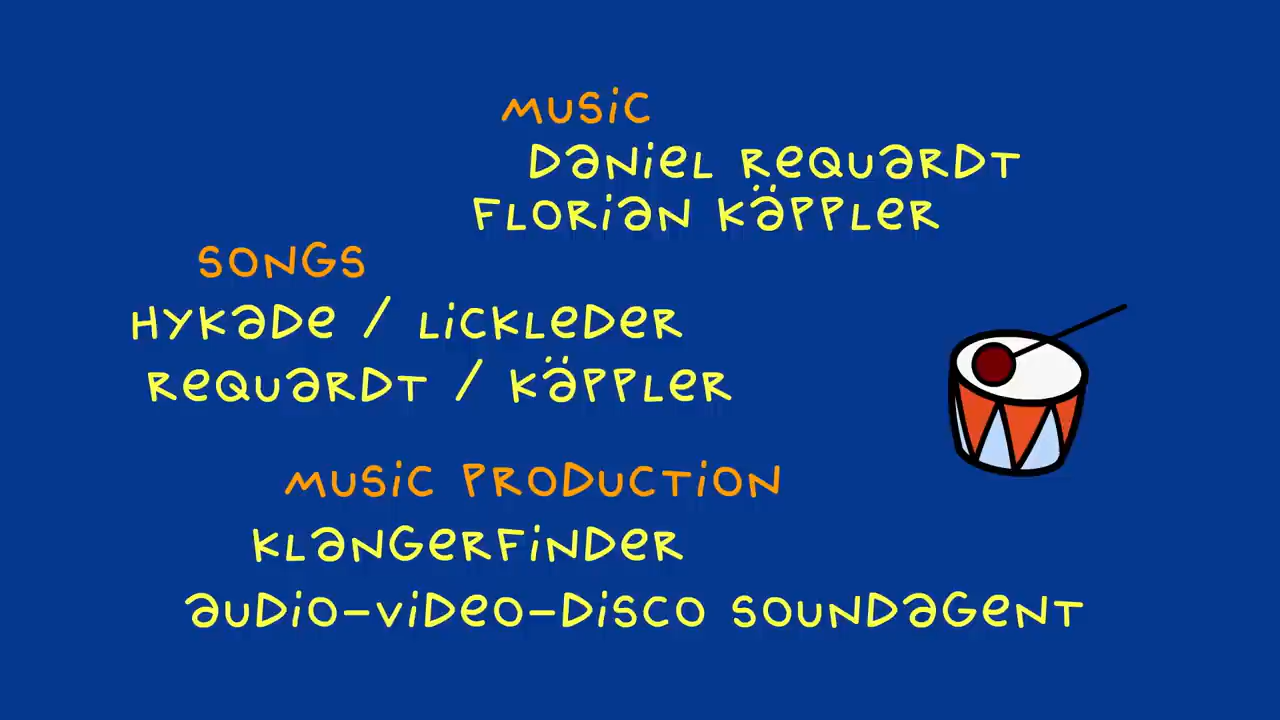 MUSIC
DANIEL REQUARDT
FLORIAN KÄPPLER
SONGS
HYKADE / LICKLEDER
REQUARDT / KÄPPLER
MUSIC PRODUCTION
KLANGERFINDER
AUDIO-VIDEO-DISCO SOUNDAGENT